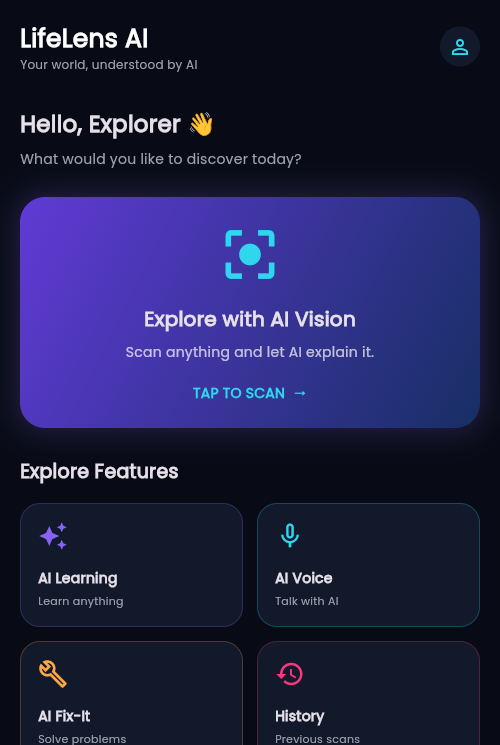 LifeLens AI
Your world, understood by AI
Hello, Explorer 👋
What would you like to discover today?
Explore with AI Vision
Scan anything and let AI explain it.
TAP TO SCAN →
Explore Features
AI Learning
Learn anything
AI Voice
Talk with AI
AI Fix-It
Solve problems
History
Previous scans